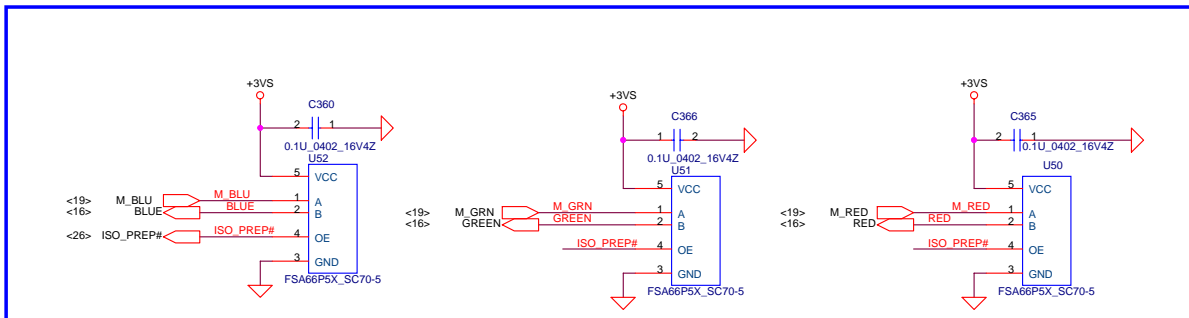 +3VS
C360
2 1
0.1U_0402_16V4Z
U52
5 VCC
<19> M_BLU M_BLU 1 A
<16> BLUE BLUE 2 B
<26> ISO_PREP# ISO_PREP# 4 OE
3 GND
FSA66P5X_SC70-5
+3VS
C366
1 2
0.1U_0402_16V4Z
U51
5 VCC
<19> M_GRN M_GRN 1 A
<16> GREEN GREEN 2 B
ISO_PREP# 4 OE
3 GND
FSA66P5X_SC70-5
+3VS
C365
2 1
0.1U_0402_16V4Z
U50
5 VCC
<19> M_RED M_RED 1 A
<16> RED RED 2 B
ISO_PREP# 4 OE
3 GND
FSA66P5X_SC70-5